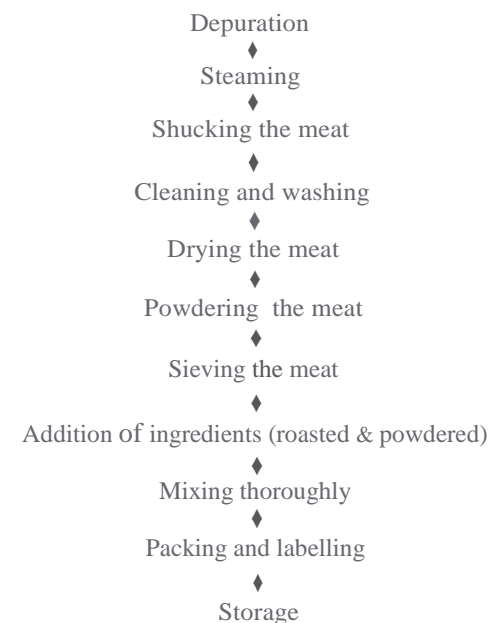 Depuration
♦
Steaming
♦
Shucking the meat
♦
Cleaning and washing
♦
Drying the meat
♦
Powdering the meat
♦
Sieving the meat
♦
Addition of ingredients (roasted & powdered)
♦
Mixing thoroughly
♦
Packing and labelling
♦
Storage